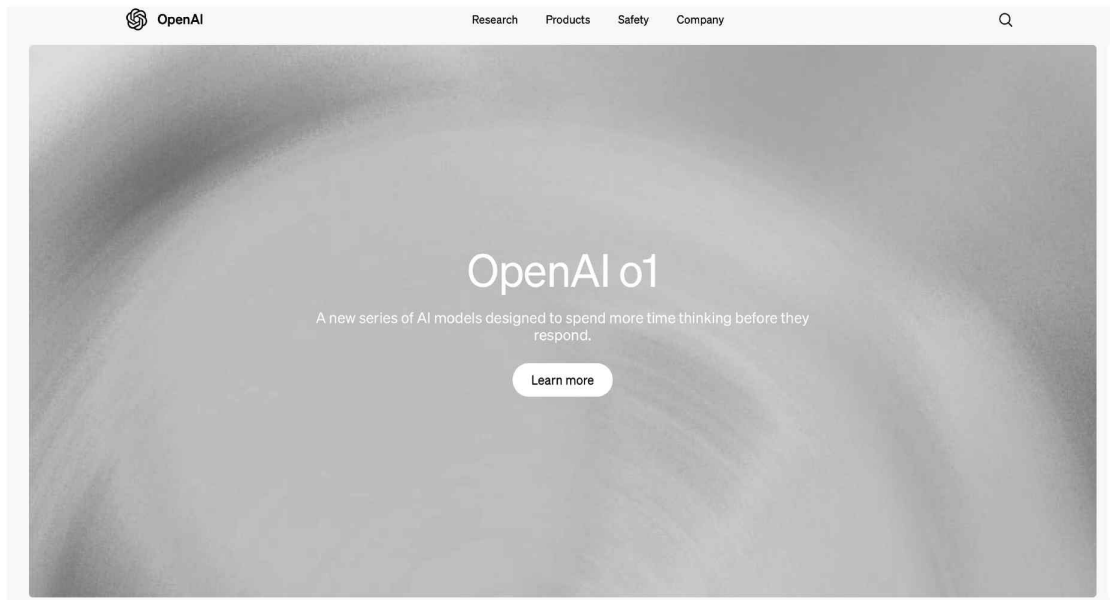 OpenAI
Research Products Safety Company
OpenAI o1
A new series of AI models designed to spend more time thinking before they
respond.
Learn more